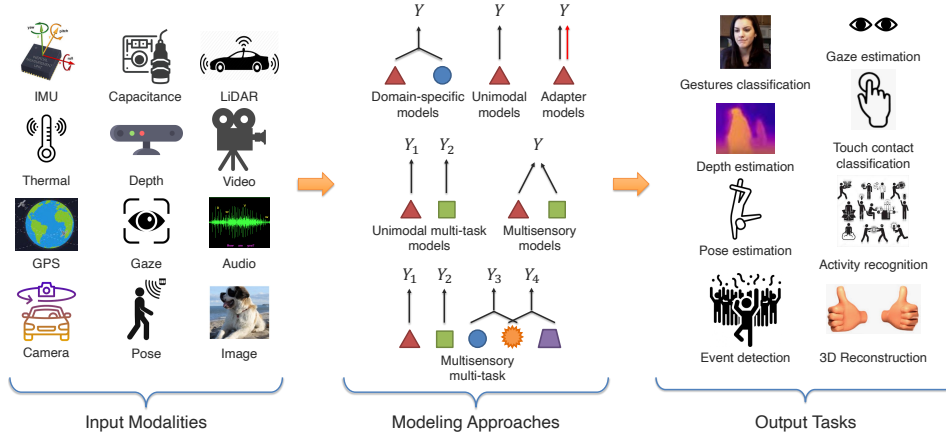 yaw
pitch
roll
IMU
Capacitance
LiDAR
Thermal
Depth
Video
GPS
Gaze
Audio
Camera
Pose
Image
Input Modalities
Y
Y
Y
Domain-specific
models
Unimodal
models
Adapter
models
Y₁
Y₂
Y
Unimodal multi-task
models
Multisensory
models
Y₁
Y₂
Y₃
Y₄
Multisensory
multi-task
Modeling Approaches
Gestures classification
Gaze estimation
Depth estimation
Touch contact
classification
Pose estimation
Activity recognition
Event detection
3D Reconstruction
Output Tasks